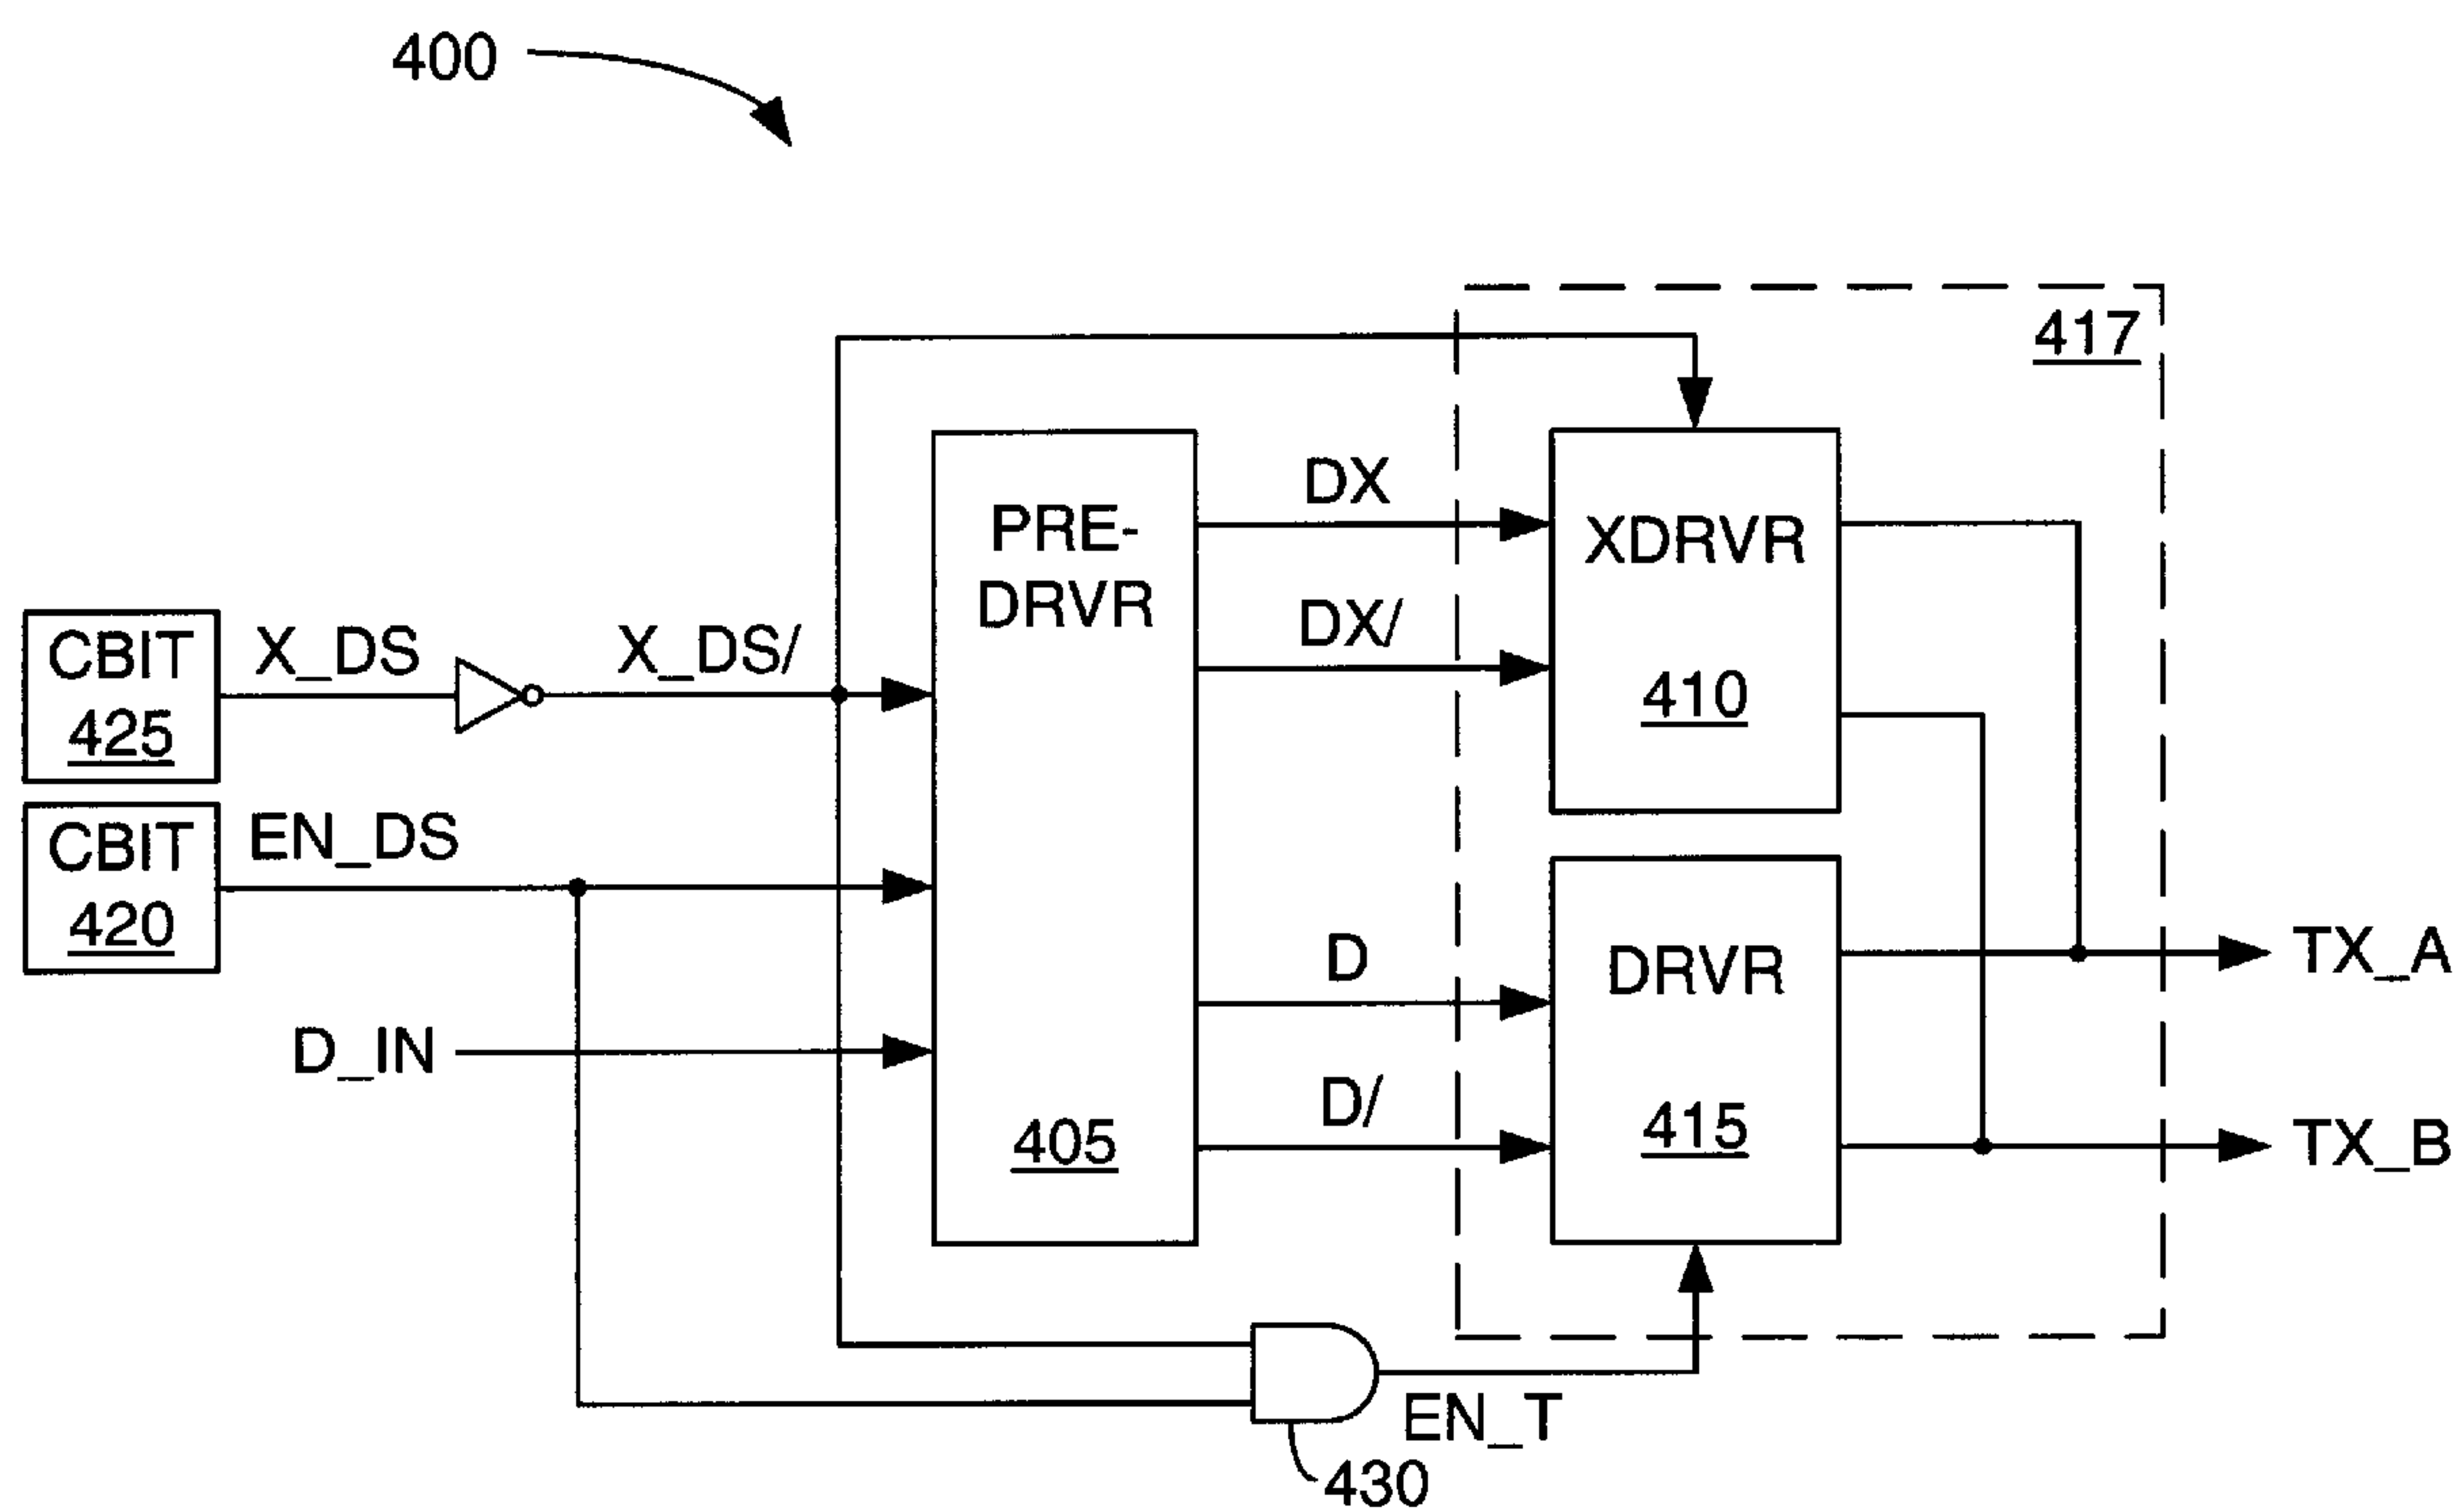 400
417
PRE-
DRVR
405
DX
DX/
D
D/
XDRVR
410
DRVR
415
CBIT
425
X_DS
X_DS/
CBIT
420
EN_DS
D_IN
TX_A
TX_B
EN_T
430